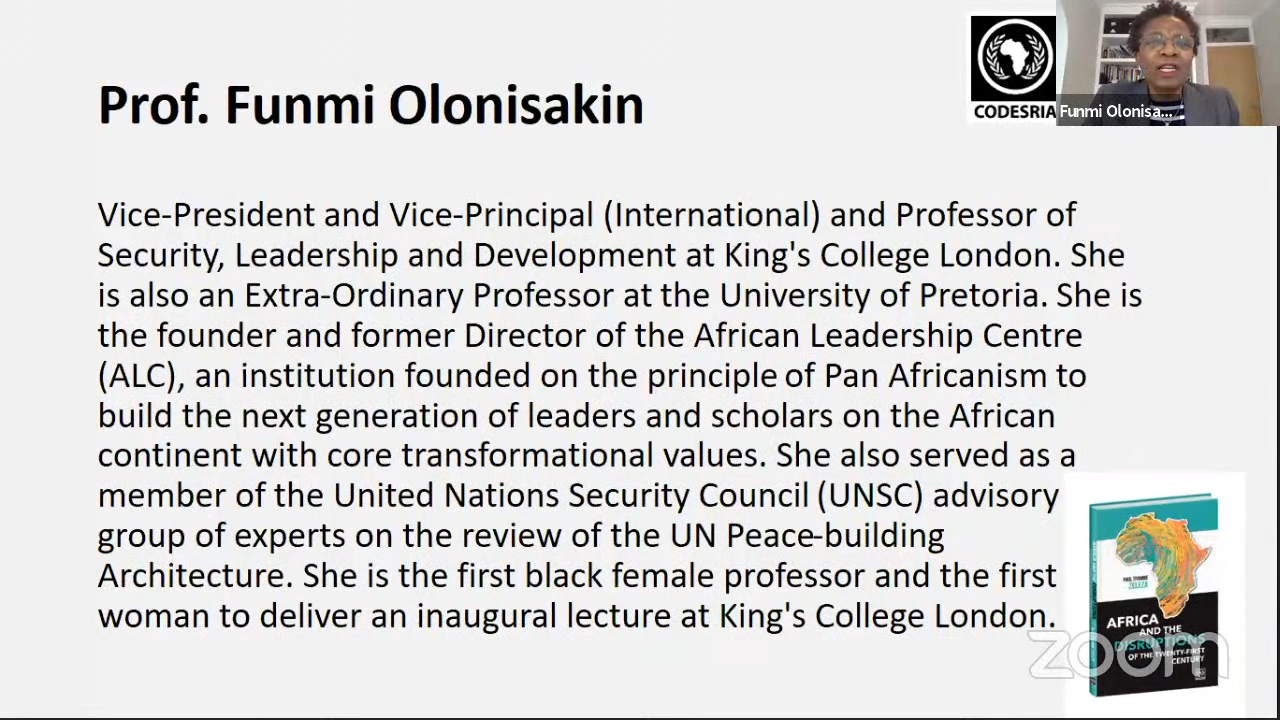 Prof. Funmi Olonisakin
CODESRIA
Funmi Olonisa...
Vice-President and Vice-Principal (International) and Professor of
Security, Leadership and Development at King's College London. She
is also an Extra-Ordinary Professor at the University of Pretoria. She is
the founder and former Director of the African Leadership Centre
(ALC), an institution founded on the principle of Pan Africanism to
build the next generation of leaders and scholars on the African
continent with core transformational values. She also served as a
member of the United Nations Security Council (UNSC) advisory
group of experts on the review of the UN Peace-building
Architecture. She is the first black female professor and the first
woman to deliver an inaugural lecture at King's College London.
AFRICA
AND THE
DISRUPTIONS
OF THE TWENTY-FIRST
CENTURY
zoom